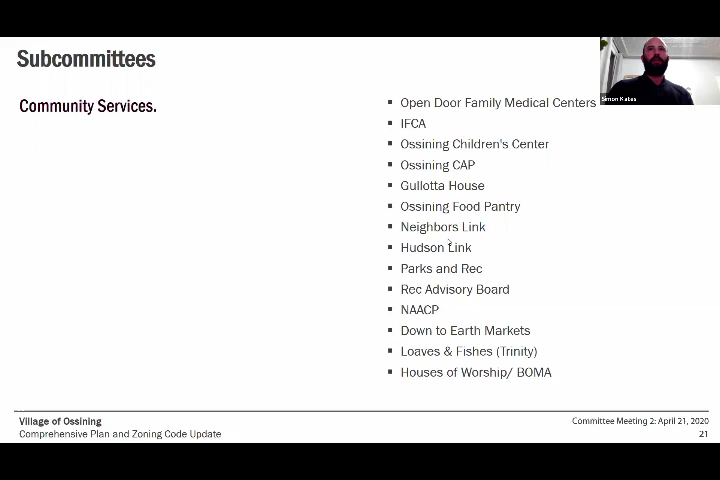 Subcommittees
Community Services.
Open Door Family Medical Centers
IFCA
Ossining Children's Center
Ossining CAP
Gullotta House
Ossining Food Pantry
Neighbors Link
Hudson Link
Parks and Rec
Rec Advisory Board
NAACP
Down to Earth Markets
Loaves & Fishes (Trinity)
Houses of Worship/ BOMA
Simon Kates
Village of Ossining
Comprehensive Plan and Zoning Code Update
Committee Meeting 2: April 21, 2020
21